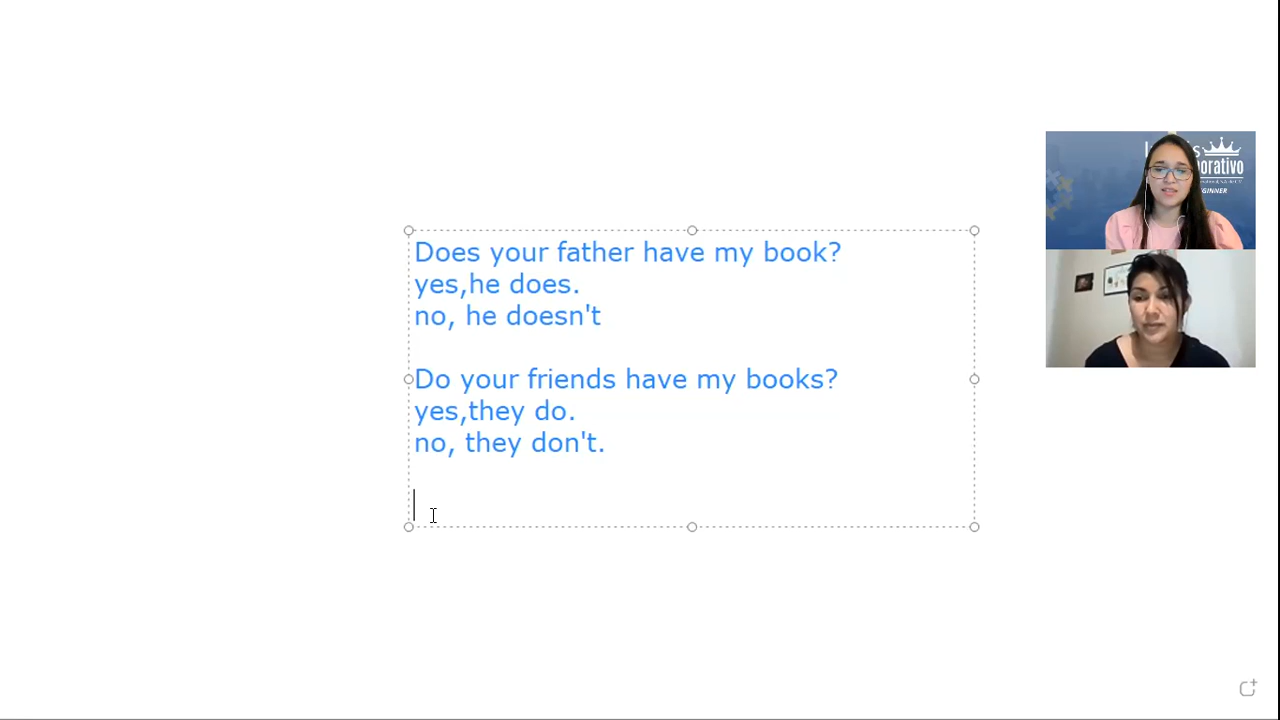 Does your father have my book?
yes,he does.
no, he doesn't
Do your friends have my books?
yes,they do.
no, they don't.